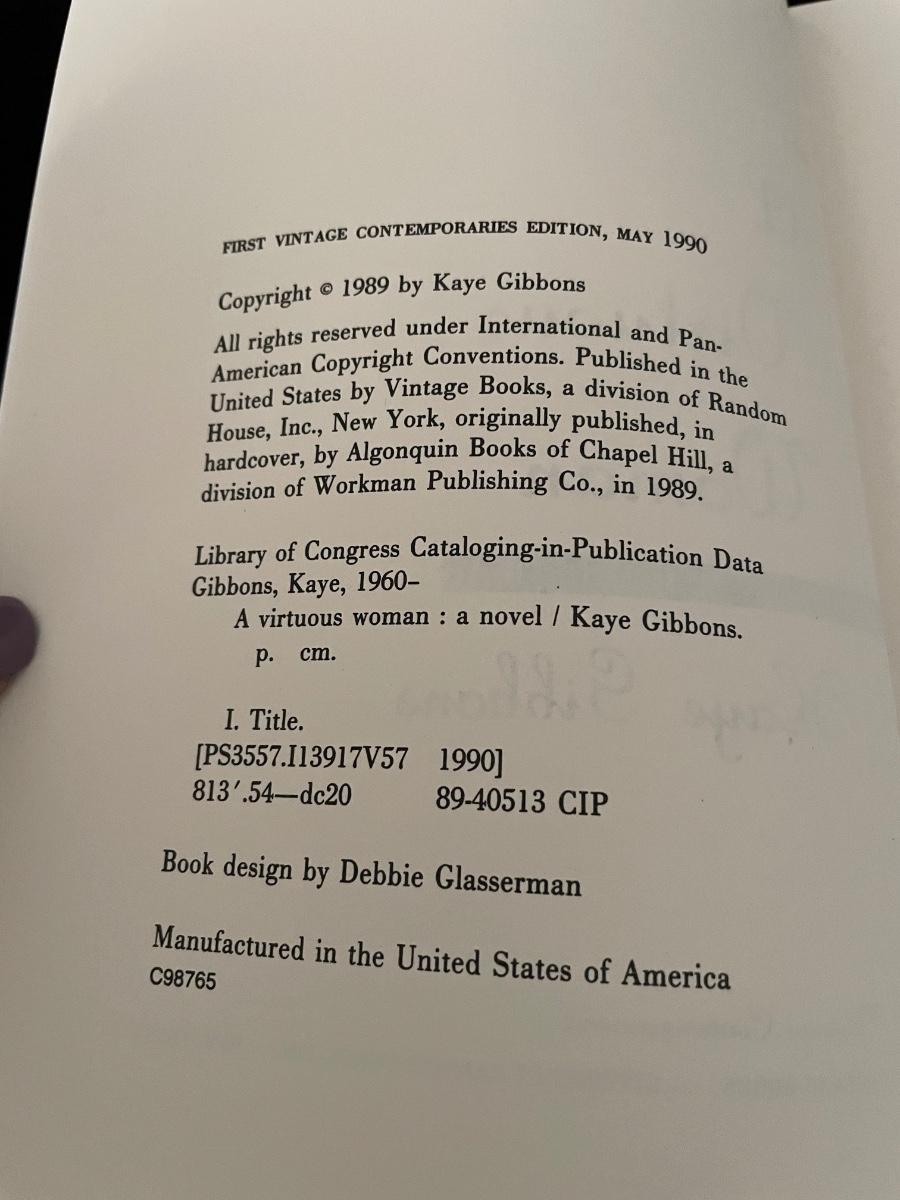 FIRST VINTAGE CONTEMPORARIES EDITION, MAY 1990
Copyright © 1989 by Kaye Gibbons
All rights reserved under International and Pan-
American Copyright Conventions. Published in the
United States by Vintage Books, a division of Random
House, Inc., New York, originally published, in
hardcover, by Algonquin Books of Chapel Hill, a
division of Workman Publishing Co., in 1989.
Library of Congress Cataloging-in-Publication Data
Gibbons, Kaye, 1960–
A virtuous woman : a novel / Kaye Gibbons.
p. cm.
I. Title.
[PS3557.I13917V57 1990]
813′.54—dc20 89-40513 CIP
Book design by Debbie Glasserman
Manufactured in the United States of America
C98765